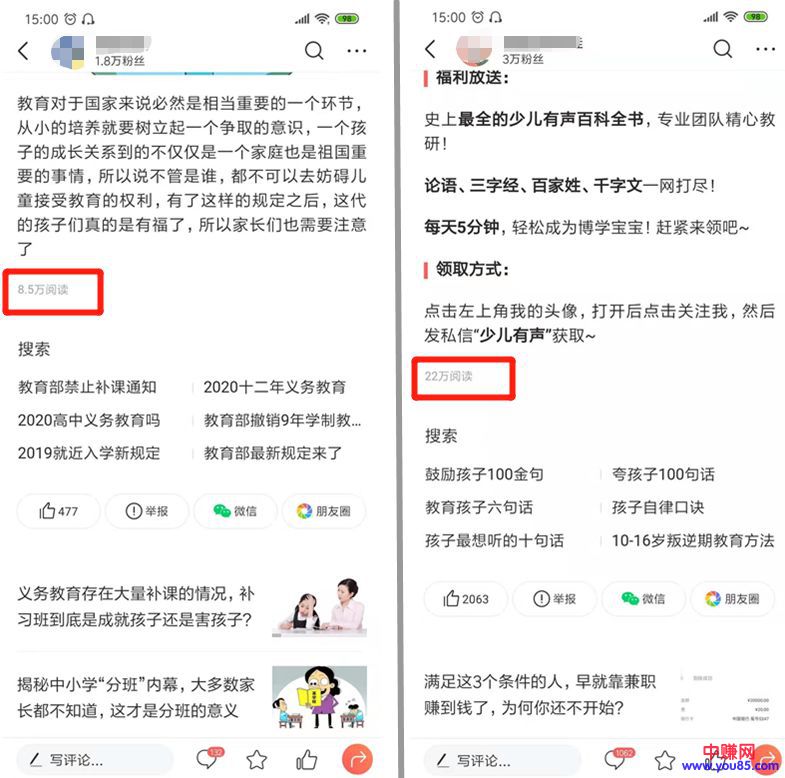 15:00
98
1.8万粉丝
教育对于国家来说必然是相当重要的一个环节，
从小的培养就要树立起一个争取的意识，一个孩
子的成长关系到的不仅仅是一个家庭也是祖国重
要的事情，所以说不管是谁，都不可以去妨碍儿
童接受教育的权利，有了这样的规定之后，这代
的孩子们真的是有福了，所以家长们也需要注意
了
8.5万阅读
搜索
教育部禁止补课通知
2020十二年义务教育
2020高中义务教育吗
教育部撤销9年学制教...
2019就近入学新规定
教育部最新规定来了
477
举报
微信
朋友圈
义务教育存在大量补课的情况，补
习班到底是成就孩子还是害孩子？
揭秘中小学“分班”内幕，大多数家
长都不知道，这才是分班的意义
写评论...
132
15:00
98
3万粉丝
福利放送：
史上最全的少儿有声百科全书，专业团队精心教
研！
论语、三字经、百家姓、千字文一网打尽！
每天5分钟，轻松成为博学宝宝！赶紧来领吧~
领取方式：
点击左上角我的头像，打开后点击关注我，然后
发私信“少儿有声”获取~
22万阅读
搜索
鼓励孩子100金句
夸孩子100句话
教育孩子六句话
孩子自律口诀
孩子最想听的十句话
10-16岁叛逆期教育方法
2063
举报
微信
朋友圈
满足这3个条件的人，早就靠兼职
赚到钱了，为何你还不开始？
写评论...
1062
中赚网
www.you85.com